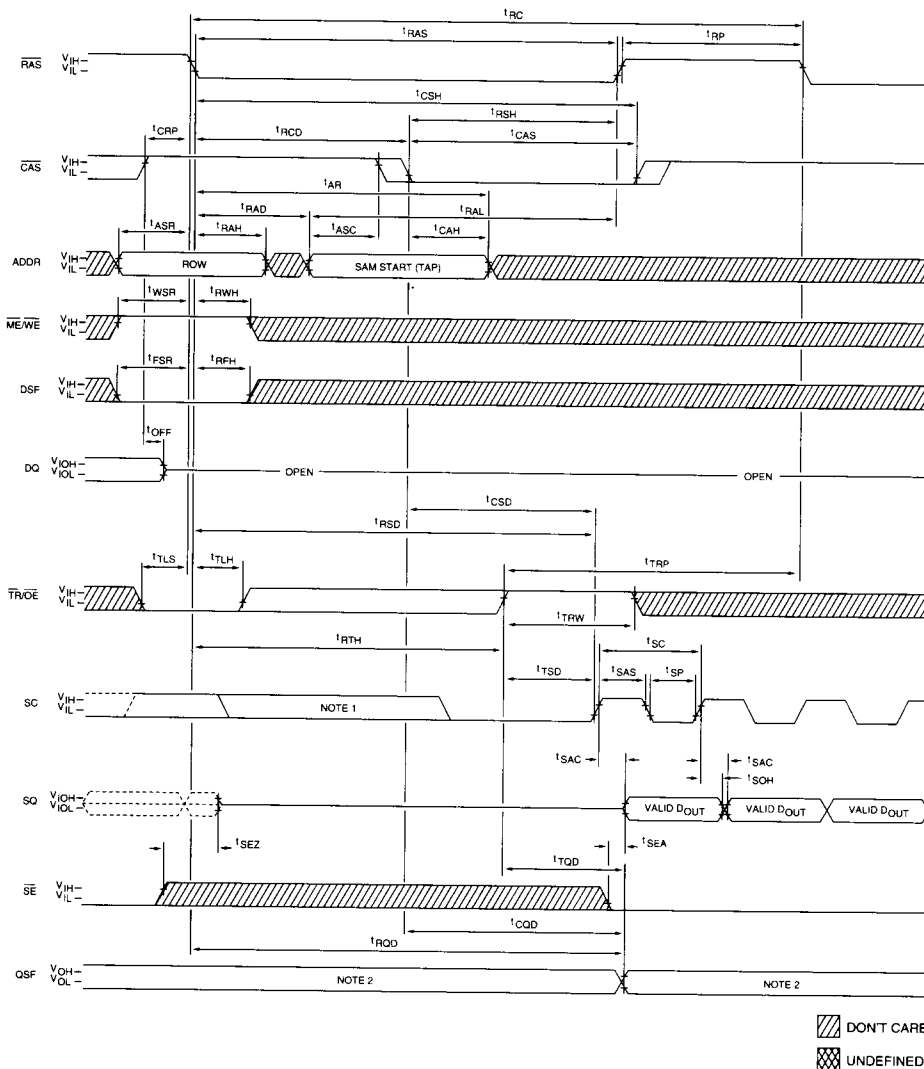 tRC
tRAS
tRP
RAS VIH VIL
tCSH
tRSH
tCRP
tRCD
tCAS
CAS VIH VIL
tAR
tRAD
tRAL
tASR
tRAH
tASC
tCAH
ADDR VIH VIL ROW SAM START (TAP)
tWSR
tRWH
ME/WE VIH VIL
tFSR
tRFH
DSF VIH VIL
tOFF
DQ VIOH VIOL OPEN OPEN
tCSD
tRSD
tTLS
tTLH
tTRP
TR/OE VIH VIL
tTRW
tRTH
tSC
tTSD
tSAS
tSP
SC VIH VIL NOTE 1
tSAC
tSAC
tSOH
SQ VIOH VIOL VALID DOUT VALID DOUT VALID DOUT
tSEZ
tSEA
tTQD
SE VIH VIL
tCQD
tRQD
QSF VOH VOL NOTE 2 NOTE 2
DON'T CARE
UNDEFINED